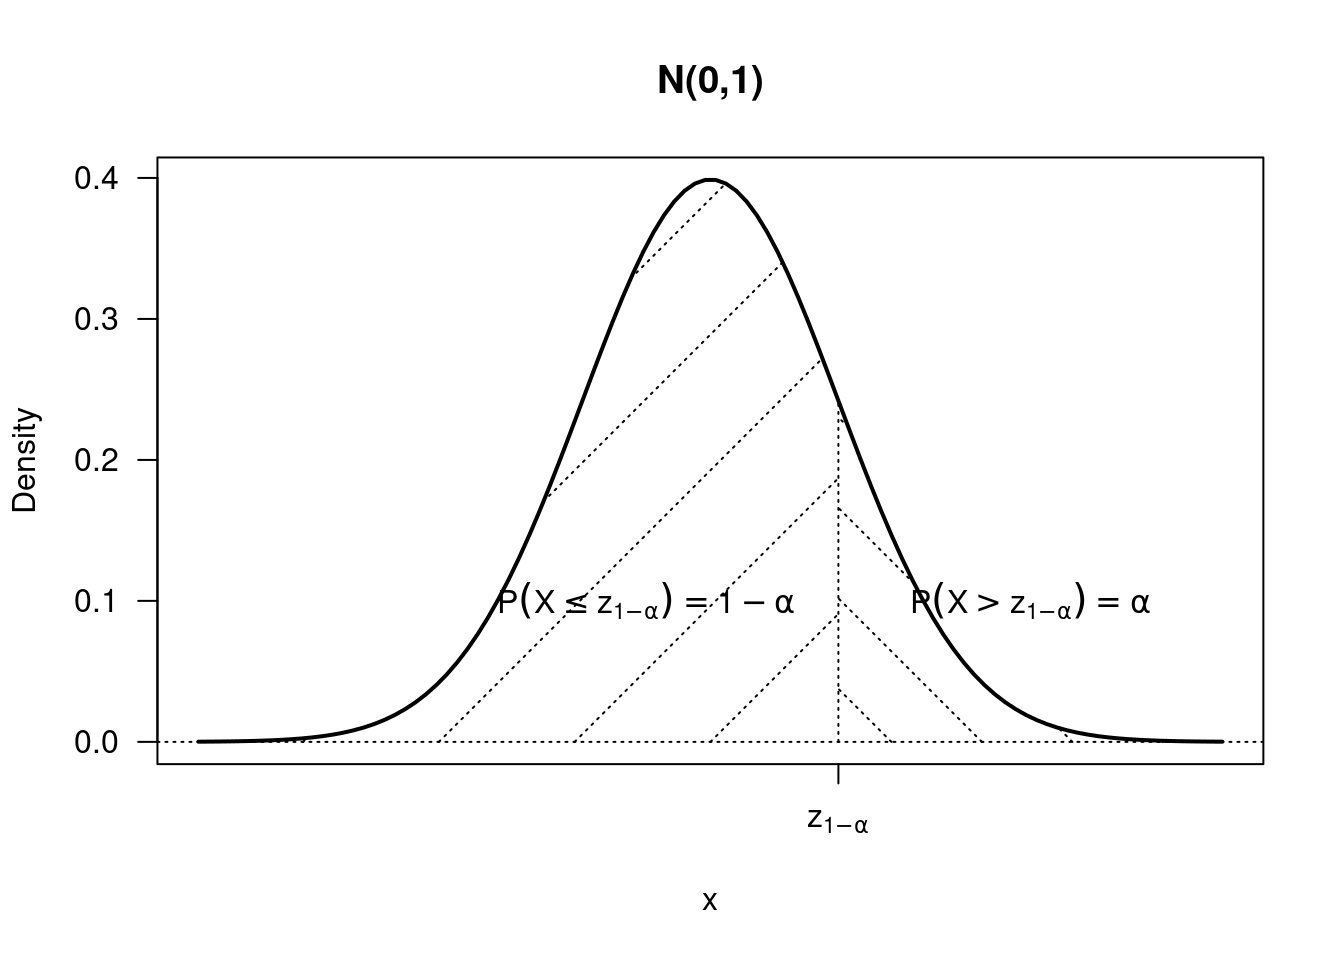 N(0,1)
0.4
0.3
0.2
0.1
0.0
Density
P(X ≤ z₁₋α) = 1 − α
P(X > z₁₋α) = α
z₁₋α
x